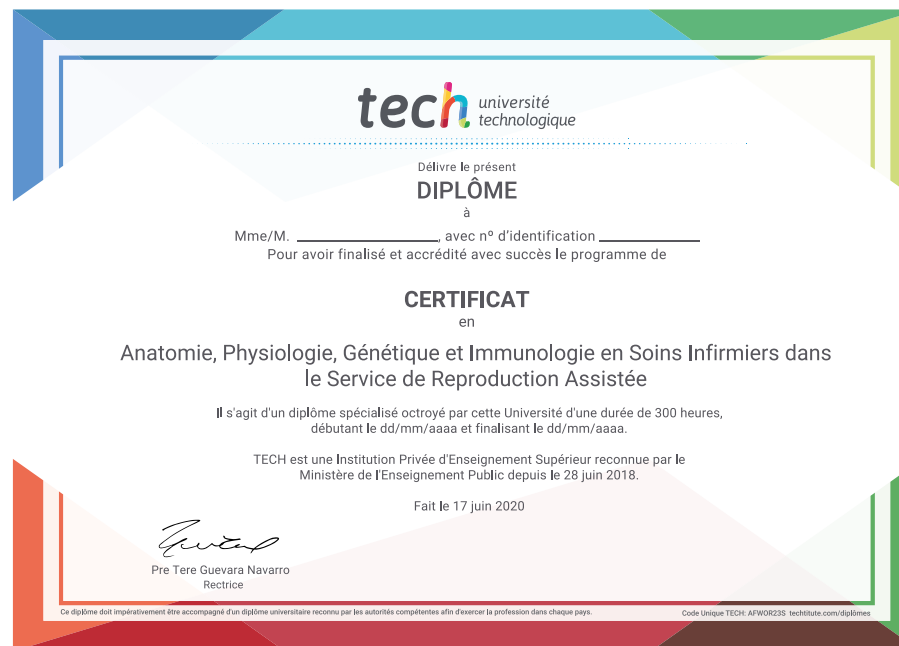 tech université
technologique
Délivre le présent
DIPLÔME
à
Mme/M. ____________________, avec nº d'identification ______________
Pour avoir finalisé et accrédité avec succès le programme de
CERTIFICAT
en
Anatomie, Physiologie, Génétique et Immunologie en Soins Infirmiers dans
le Service de Reproduction Assistée
Il s'agit d'un diplôme spécialisé octroyé par cette Université d'une durée de 300 heures,
débutant le dd/mm/aaaa et finalisant le dd/mm/aaaa.
TECH est une Institution Privée d'Enseignement Supérieur reconnue par le
Ministère de l'Enseignement Public depuis le 28 juin 2018.
Fait le 17 juin 2020
Pre Tere Guevara Navarro
Rectrice
Ce diplôme doit impérativement être accompagné d'un diplôme universitaire reconnu par les autorités compétentes afin d'exercer la profession dans chaque pays.
Code Unique TECH: AFWOR23S techtitute.com/diplômes